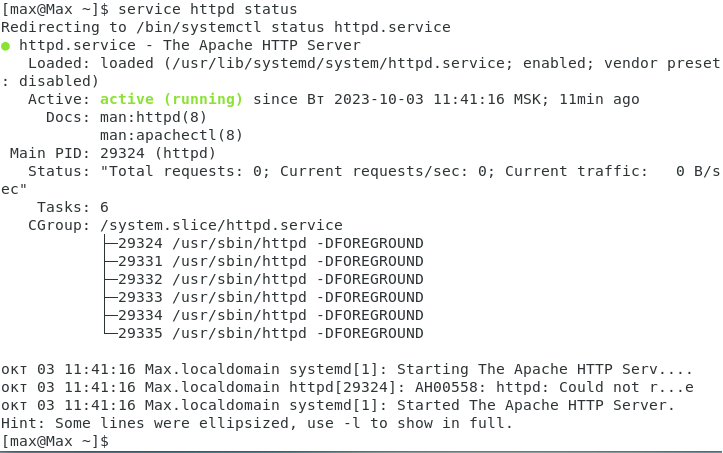 [max@Max ~]$ service httpd status
Redirecting to /bin/systemctl status httpd.service
● httpd.service - The Apache HTTP Server
   Loaded: loaded (/usr/lib/systemd/system/httpd.service; enabled; vendor preset
: disabled)
   Active: active (running) since Вт 2023-10-03 11:41:16 MSK; 11min ago
     Docs: man:httpd(8)
           man:apachectl(8)
 Main PID: 29324 (httpd)
   Status: "Total requests: 0; Current requests/sec: 0; Current traffic:   0 B/s
ec"
    Tasks: 6
   CGroup: /system.slice/httpd.service
           ├─29324 /usr/sbin/httpd -DFOREGROUND
           ├─29331 /usr/sbin/httpd -DFOREGROUND
           ├─29332 /usr/sbin/httpd -DFOREGROUND
           ├─29333 /usr/sbin/httpd -DFOREGROUND
           ├─29334 /usr/sbin/httpd -DFOREGROUND
           └─29335 /usr/sbin/httpd -DFOREGROUND

окт 03 11:41:16 Max.localdomain systemd[1]: Starting The Apache HTTP Serv....
окт 03 11:41:16 Max.localdomain httpd[29324]: AH00558: httpd: Could not r...e
окт 03 11:41:16 Max.localdomain systemd[1]: Started The Apache HTTP Server.
Hint: Some lines were ellipsized, use -l to show in full.
[max@Max ~]$